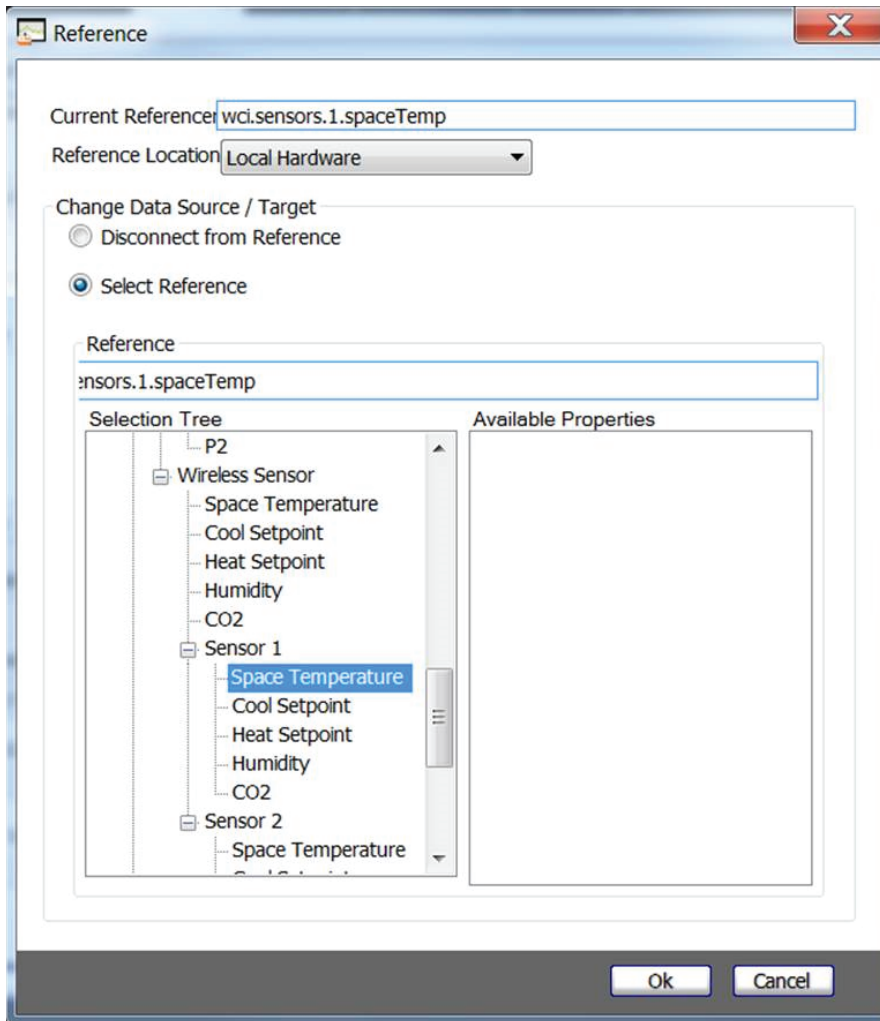 Reference
Current Referencer wci.sensors.1.spaceTemp
Reference Location Local Hardware
Change Data Source / Target
Disconnect from Reference
Select Reference
Reference
ensors.1.spaceTemp
Selection Tree Available Properties
P2
Wireless Sensor
Space Temperature
Cool Setpoint
Heat Setpoint
Humidity
CO2
Sensor 1
Space Temperature
Cool Setpoint
Heat Setpoint
Humidity
CO2
Sensor 2
Space Temperature
Ok Cancel